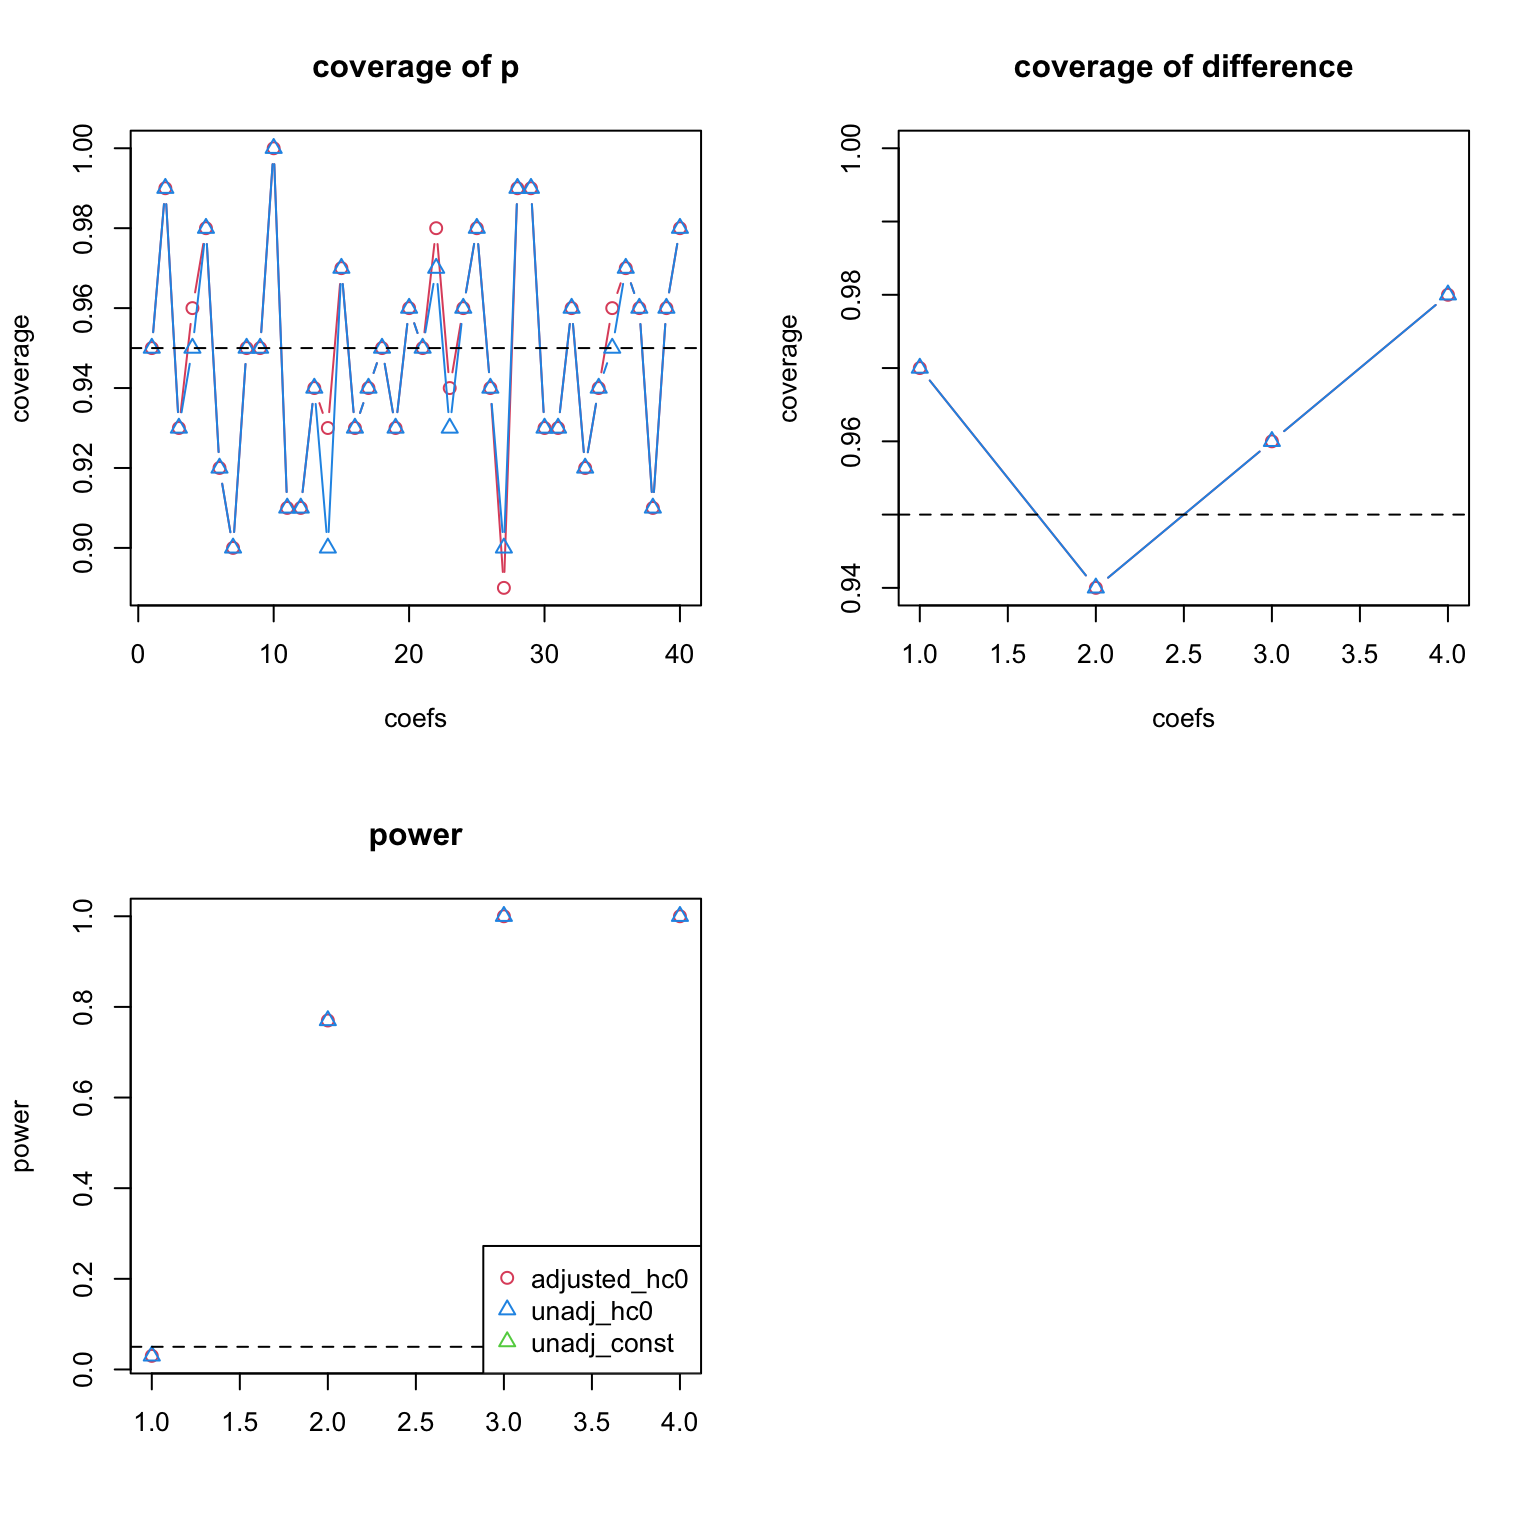 coverage of p
coverage
0.90 0.92 0.94 0.96 0.98 1.00
0 10 20 30 40
coefs
coverage of difference
coverage
0.94 0.96 0.98 1.00
1.0 1.5 2.0 2.5 3.0 3.5 4.0
coefs
power
power
0.0 0.2 0.4 0.6 0.8 1.0
adjusted_hc0
unadj_hc0
unadj_const
1.0 1.5 2.0 2.5 3.0 3.5 4.0